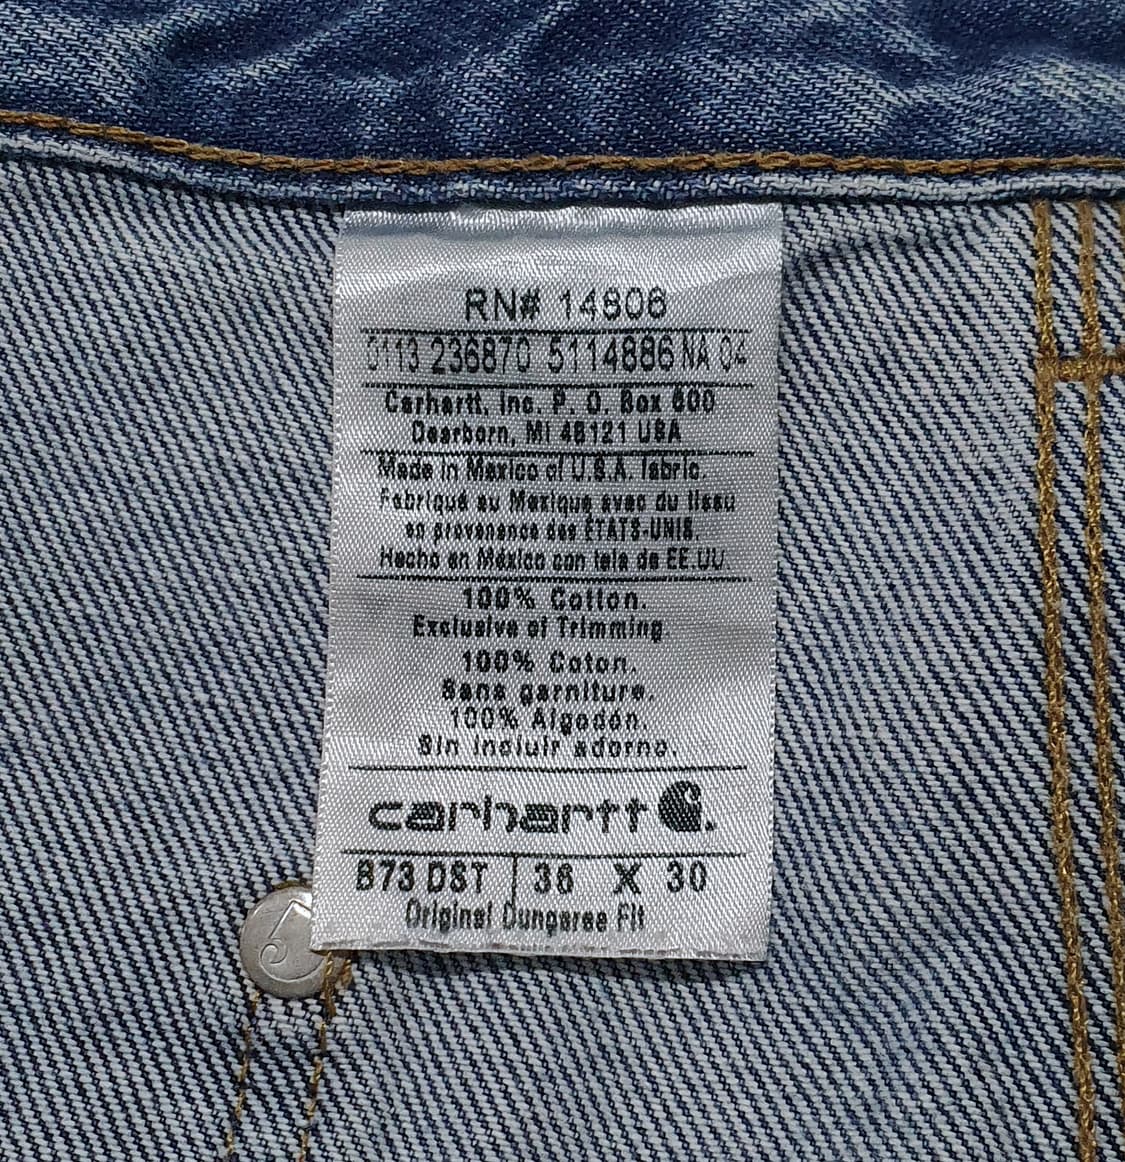 RN# 14806
0113 236870 5114886 NA 04
Carhartt, Inc. P. O. Box 600
Dearborn, MI 48121 USA
Made in Mexico of U.S.A. fabric.
Fabriqué au Mexique avec du tissu
en provenance des ÉTATS-UNIS.
Hecho en México con tela de EE.UU
100% Cotton.
Exclusive of Trimming
100% Coton.
Sans garniture.
100% Algodón.
Sin incluir adorno.
carhartt
B73 DST 36 X 30
Original Dungaree Fit
5